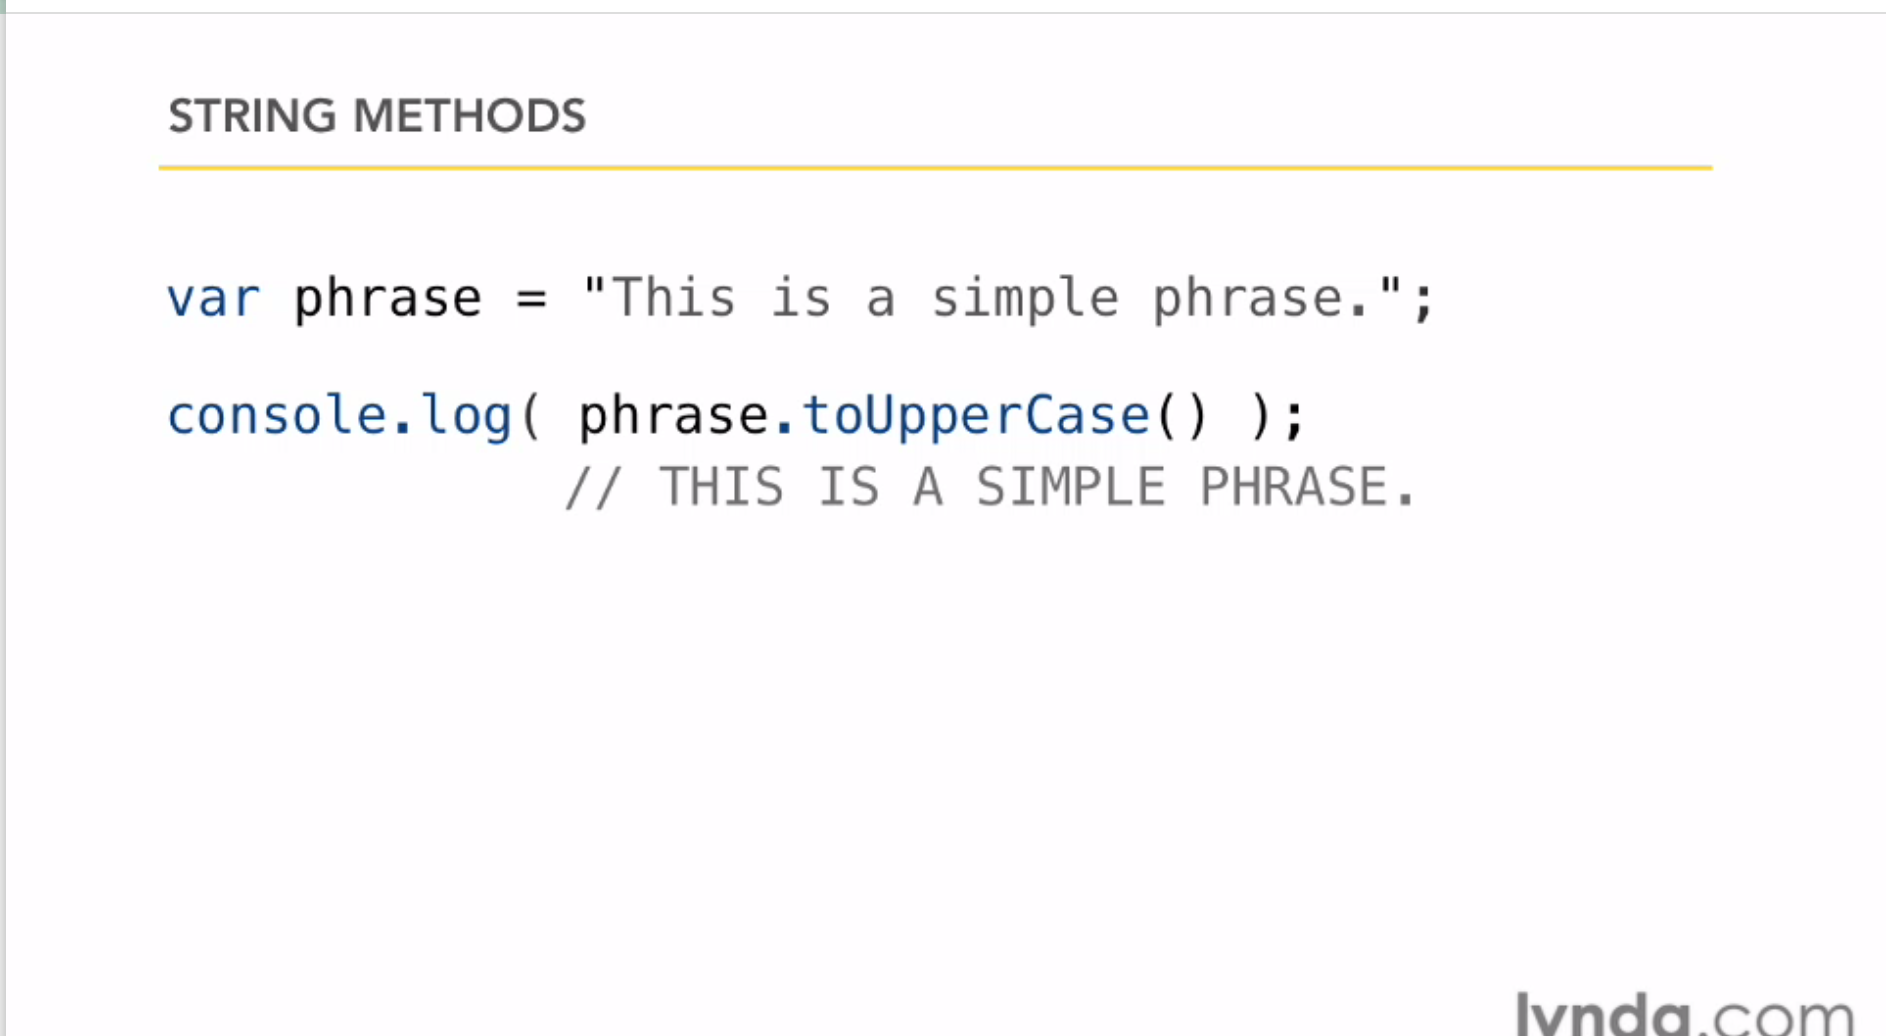 STRING METHODS
var phrase = "This is a simple phrase.";
console.log( phrase.toUpperCase() );
// THIS IS A SIMPLE PHRASE.
lynda.com